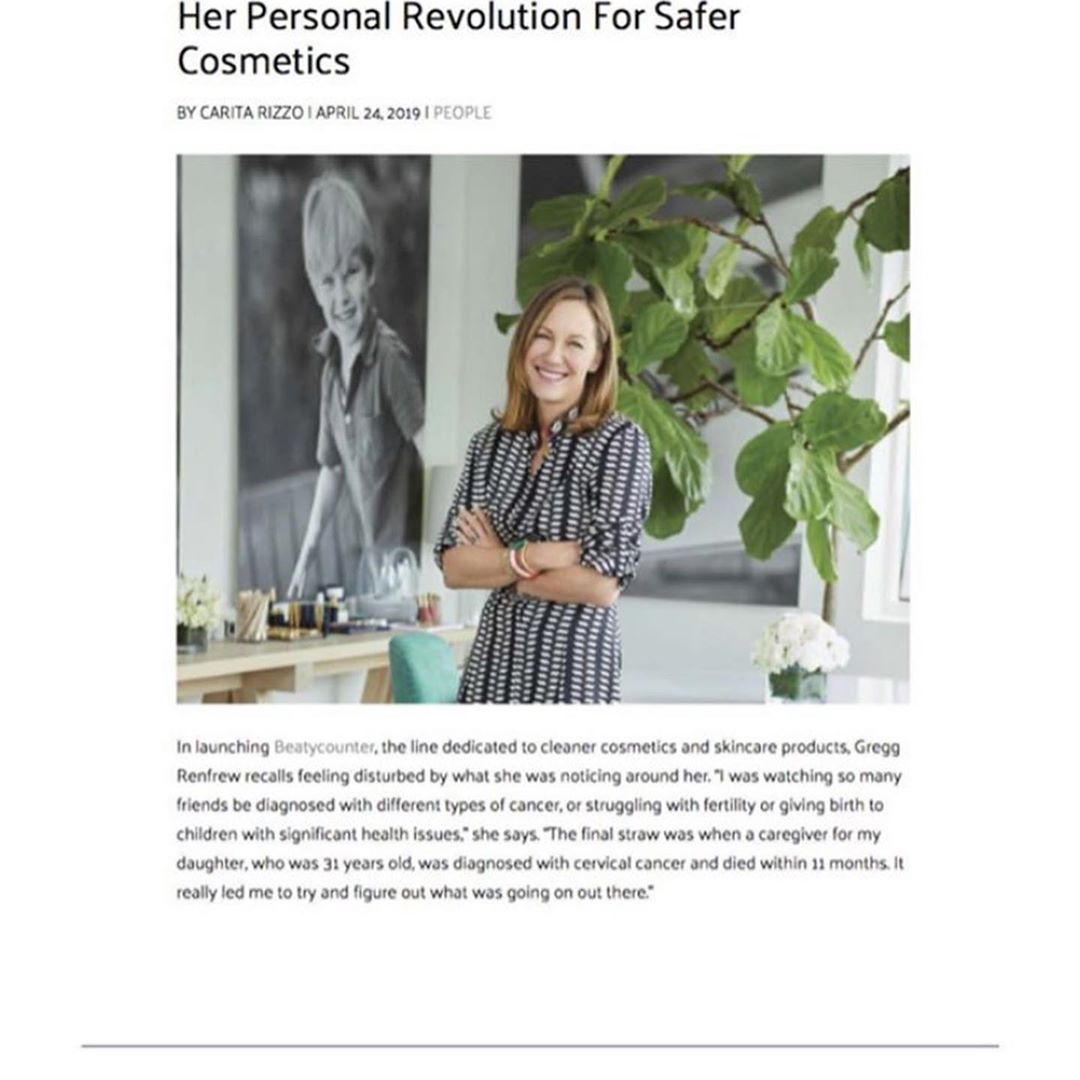 Her Personal Revolution For Safer
Cosmetics
BY CARITA RIZZO | APRIL 24, 2019 | PEOPLE
In launching Beatycounter, the line dedicated to cleaner cosmetics and skincare products, Gregg
Renfrew recalls feeling disturbed by what she was noticing around her. "I was watching so many
friends be diagnosed with different types of cancer, or struggling with fertility or giving birth to
children with significant health issues," she says. "The final straw was when a caregiver for my
daughter, who was 31 years old, was diagnosed with cervical cancer and died within 11 months. It
really led me to try and figure out what was going on out there."